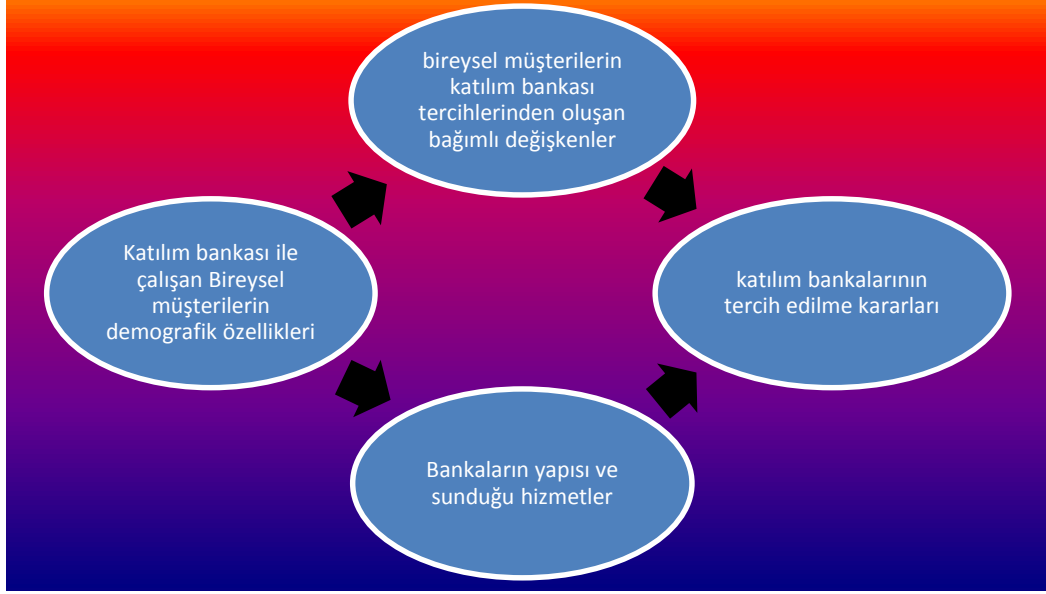 bireysel müşterilerin
katılım bankası
tercihlerinden oluşan
bağımlı değişkenler
Katılım bankası ile
çalışan Bireysel
müşterilerin
demografik özellikleri
katılım bankalarının
tercih edilme kararları
Bankaların yapısı ve
sunduğu hizmetler